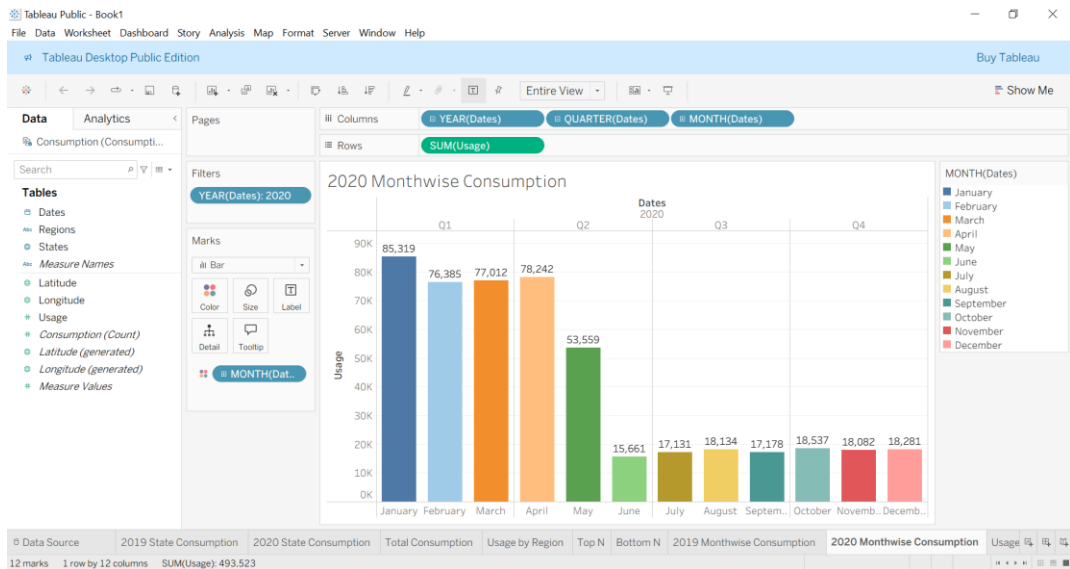 Tableau Public - Book1
File Data Worksheet Dashboard Story Analysis Map Format Server Window Help
Tableau Desktop Public Edition Buy Tableau
Entire View Show Me
Data Analytics
Consumption (Consumpti...
Search
Tables
Dates
Abc Regions
States
Abc Measure Names
Latitude
Longitude
# Usage
# Consumption (Count)
Latitude (generated)
Longitude (generated)
# Measure Values
Pages
Filters
YEAR(Dates): 2020
Marks
Bar
Color Size Label
Detail Tooltip
MONTH(Dat..
Columns YEAR(Dates) QUARTER(Dates) MONTH(Dates)
Rows SUM(Usage)
2020 Monthwise Consumption
Dates
2020
Q1 Q2 Q3 Q4
Usage
90K
80K
70K
60K
50K
40K
30K
20K
10K
0K
85,319 76,385 77,012 78,242 53,559 15,661 17,131 18,134 17,178 18,537 18,082 18,281
January February March April May June July August Septem.. October Novemb.. Decemb..
MONTH(Dates)
January
February
March
April
May
June
July
August
September
October
November
December
Data Source 2019 State Consumption 2020 State Consumption Total Consumption Usage by Region Top N Bottom N 2019 Monthwise Consumption 2020 Monthwise Consumption Usage
12 marks 1 row by 12 columns SUM(Usage): 493,523